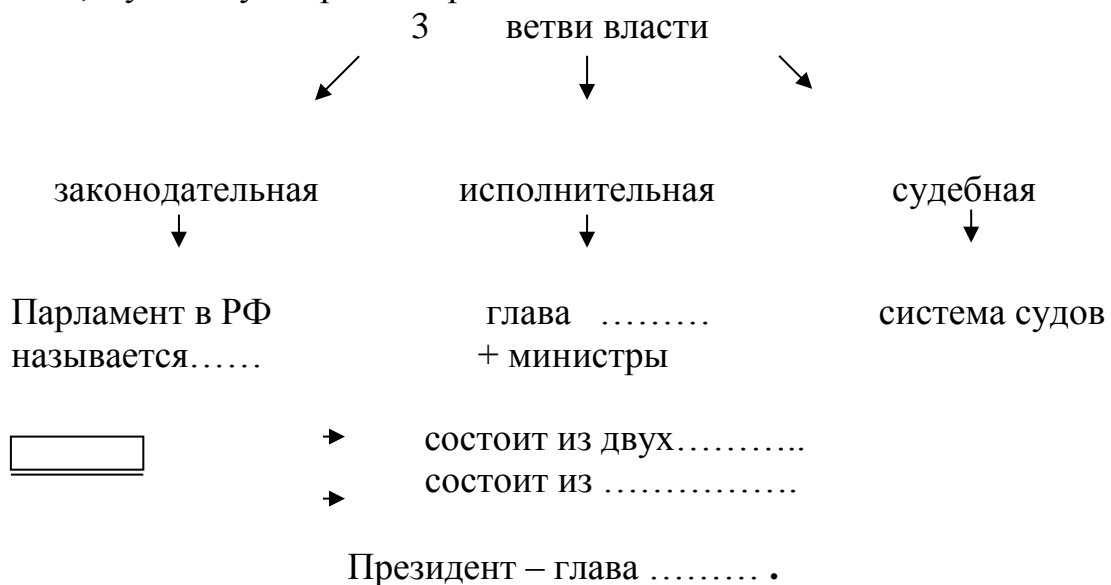 3 ветви власти
законодательная исполнительная судебная
Парламент в РФ глава ……… система судов
называется…… + министры
состоит из двух………..
состоит из …………….
Президент – глава ……… .